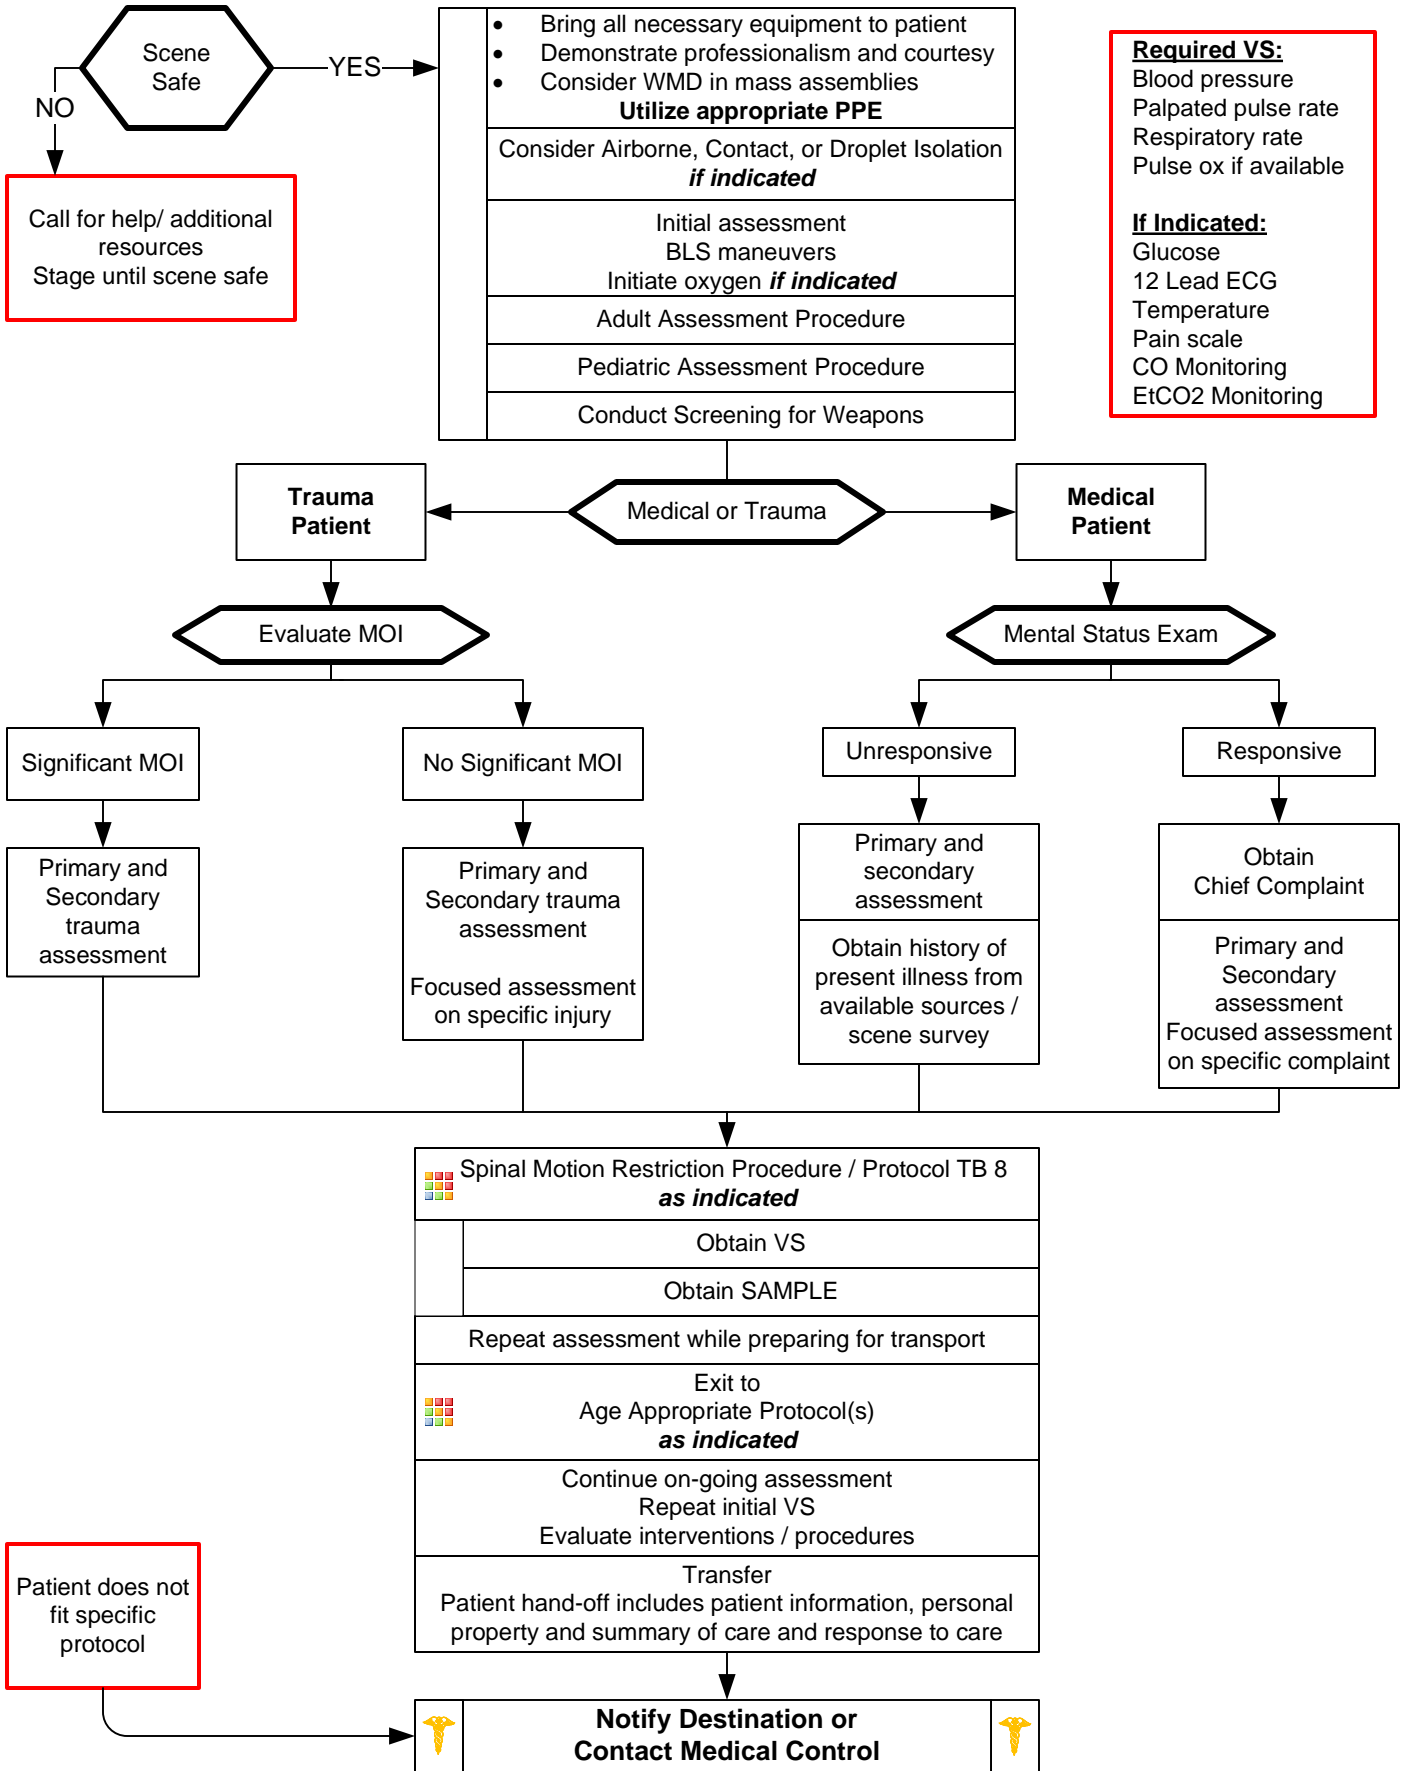 Scene
Safe
YES
NO
Call for help/ additional
resources
Stage until scene safe
• Bring all necessary equipment to patient
• Demonstrate professionalism and courtesy
• Consider WMD in mass assemblies
Utilize appropriate PPE
Consider Airborne, Contact, or Droplet Isolation
if indicated
Initial assessment
BLS maneuvers
Initiate oxygen if indicated
Adult Assessment Procedure
Pediatric Assessment Procedure
Conduct Screening for Weapons
Required VS:
Blood pressure
Palpated pulse rate
Respiratory rate
Pulse ox if available
If Indicated:
Glucose
12 Lead ECG
Temperature
Pain scale
CO Monitoring
EtCO2 Monitoring
Trauma
Patient
Medical or Trauma
Medical
Patient
Evaluate MOI
Mental Status Exam
Significant MOI
No Significant MOI
Unresponsive
Responsive
Primary and
Secondary
trauma
assessment
Primary and
Secondary trauma
assessment
Focused assessment
on specific injury
Primary and
secondary
assessment
Obtain history of
present illness from
available sources /
scene survey
Obtain
Chief Complaint
Primary and
Secondary
assessment
Focused assessment
on specific complaint
Spinal Motion Restriction Procedure / Protocol TB 8
as indicated
Obtain VS
Obtain SAMPLE
Repeat assessment while preparing for transport
Exit to
Age Appropriate Protocol(s)
as indicated
Continue on-going assessment
Repeat initial VS
Evaluate interventions / procedures
Transfer
Patient hand-off includes patient information, personal
property and summary of care and response to care
Patient does not
fit specific
protocol
Notify Destination or
Contact Medical Control